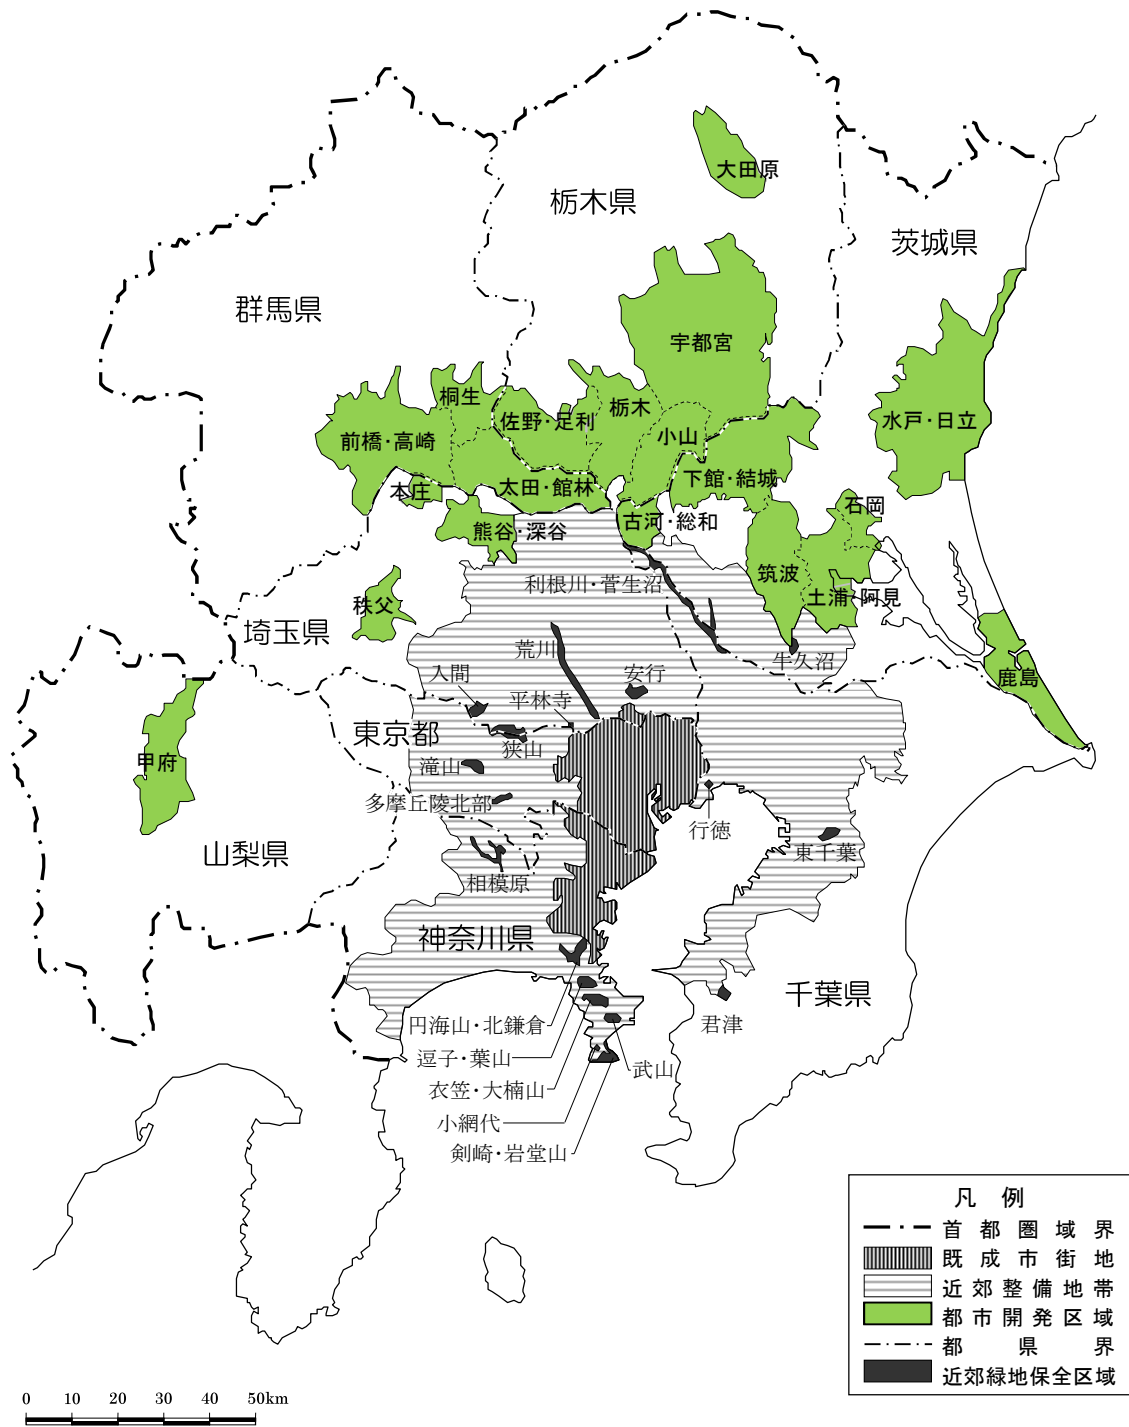 大田原
栃木県
茨城県
群馬県
宇都宮
桐生
栃木
佐野・足利
水戸・日立
小山
前橋・高崎
下館・結城
太田・館林
本庄
石岡
古河・総和
熊谷・深谷
筑波
利根川・菅生沼
土浦・阿見
秩父
埼玉県
荒川
牛久沼
入間
安行
鹿島
平林寺
東京都
狭山
甲府
滝山
多摩丘陵北部
行徳
山梨県
東千葉
相模原
神奈川県
千葉県
円海山・北鎌倉
君津
逗子・葉山
武山
衣笠・大楠山
小網代
剣崎・岩堂山
凡例
首都圏域界
既成市街地
近郊整備地帯
都市開発区域
都県界
近郊緑地保全区域
0 10 20 30 40 50km